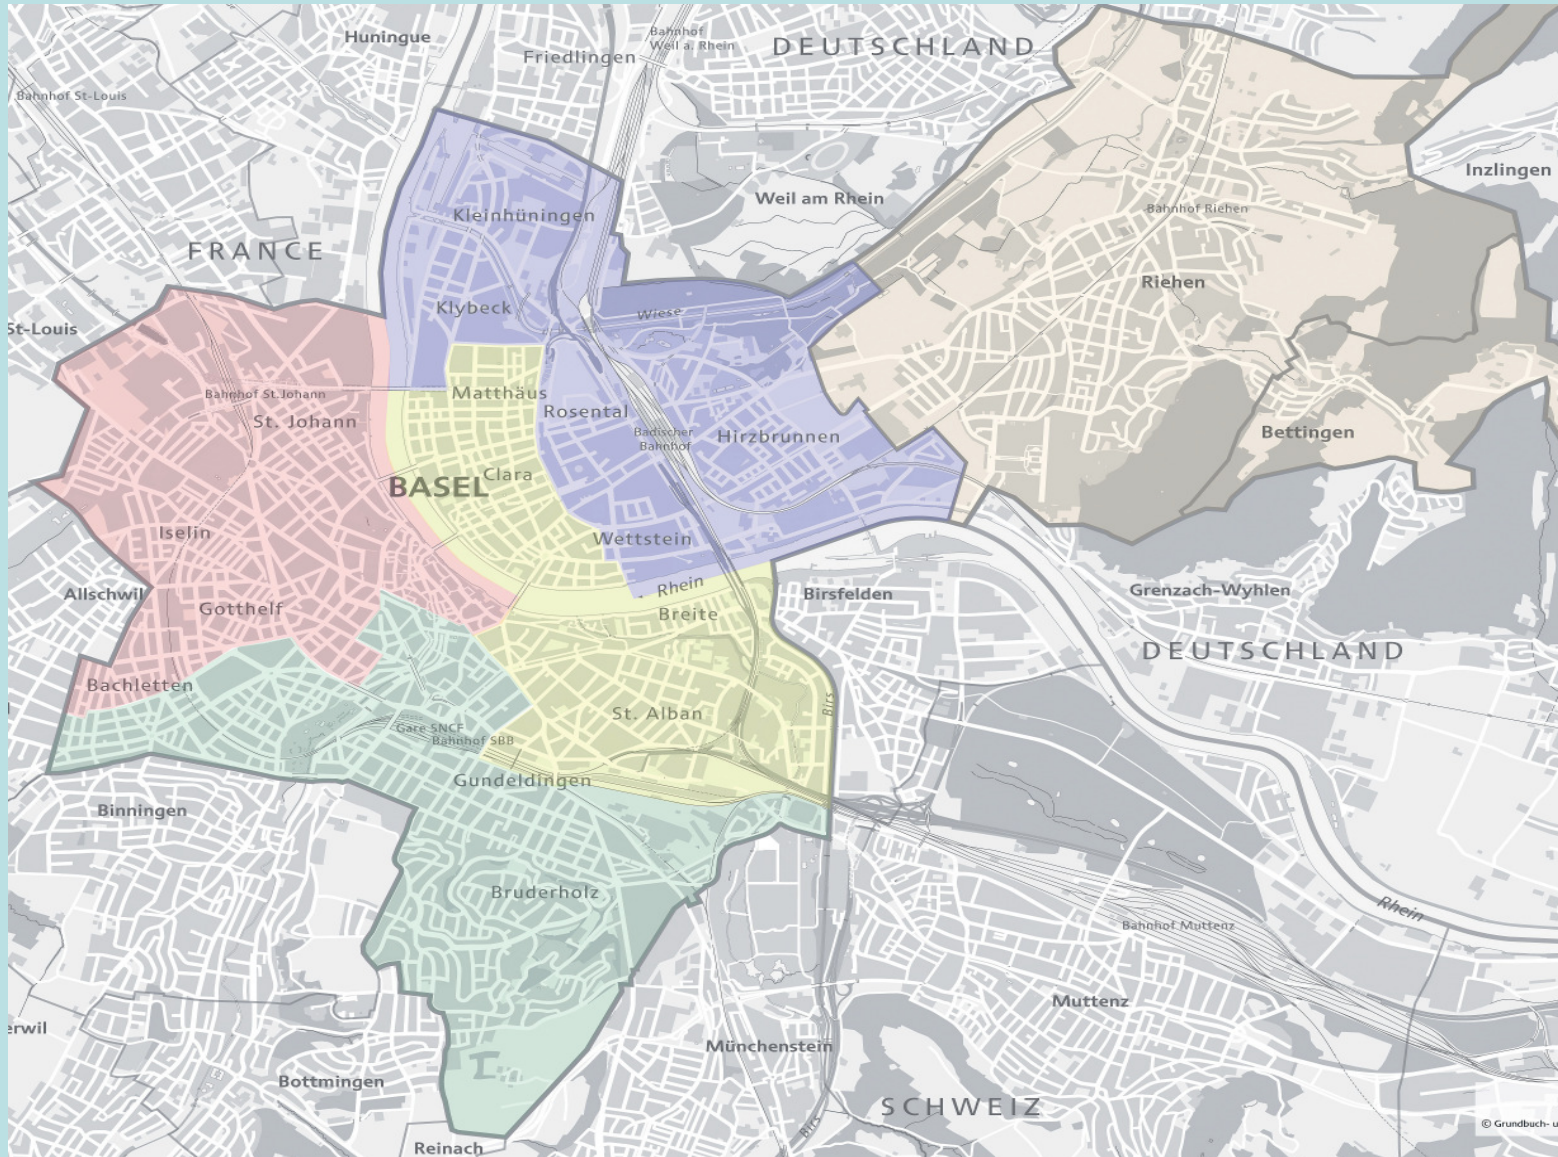 Huningue
Bahnhof
Weil a. Rhein
Friedlingen
DEUTSCHLAND
Bahnhof St-Louis
Inzlingen
Weil am Rhein
Kleinhüningen
Bahnhof Riehen
FRANCE
Riehen
Klybeck
Wiese
St-Louis
Bahnhof St.Johann
Matthäus
St. Johann
Rosental
Badischer
Bahnhof
Hirzbrunnen
Bettingen
Clara
BASEL
Iselin
Wettstein
Rhein
Allschwil
Birsfelden
Grenzach-Wyhlen
Gotthelf
Breite
DEUTSCHLAND
Bachletten
St. Alban
Birs
Gare SNCF
Bahnhof SBB
Gundeldingen
Binningen
Bruderholz
Rhein
Bahnhof Muttenz
Muttenz
erwil
Münchenstein
Bottmingen
SCHWEIZ
Birs
Reinach
© Grundbuch- u